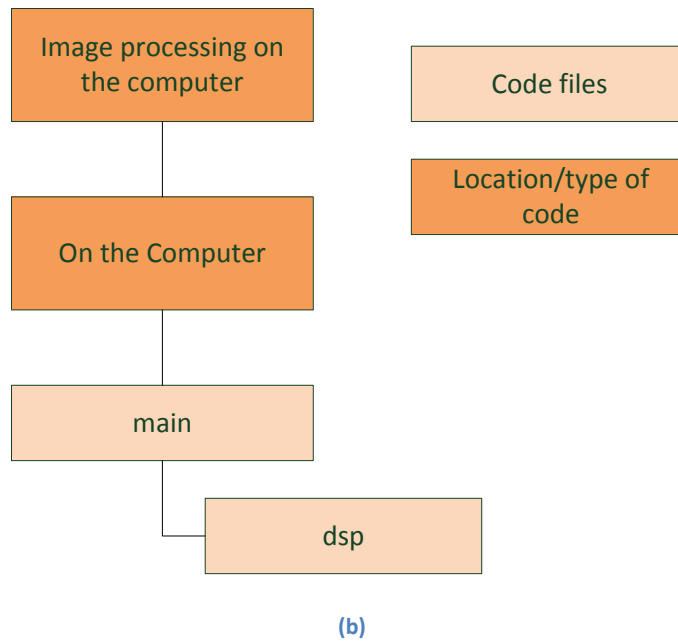 Image processing on
the computer
Code files
Location/type of
code
On the Computer
main
dsp
(b)